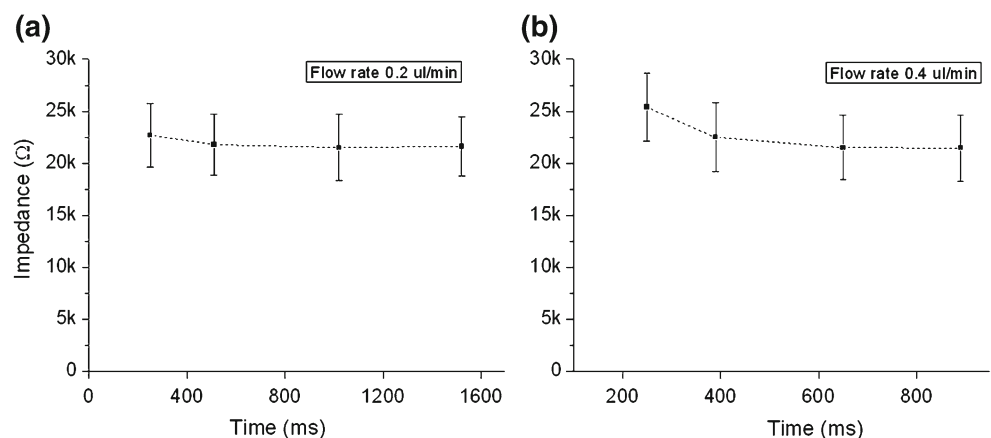 (a)
Flow rate 0.2 ul/min
30k
25k
20k
15k
10k
5k
0
Impedance (Ω)
0 400 800 1200 1600
Time (ms)
(b)
Flow rate 0.4 ul/min
30k
25k
20k
15k
10k
5k
0
200 400 600 800
Time (ms)